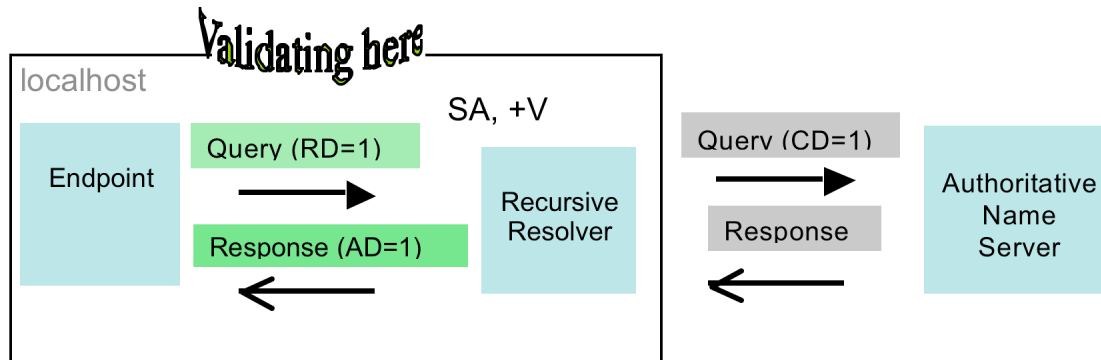 Validating here
localhost
SA, +V
Endpoint
Query (RD=1)
Response (AD=1)
Recursive
Resolver
Query (CD=1)
Response
Authoritative
Name
Server